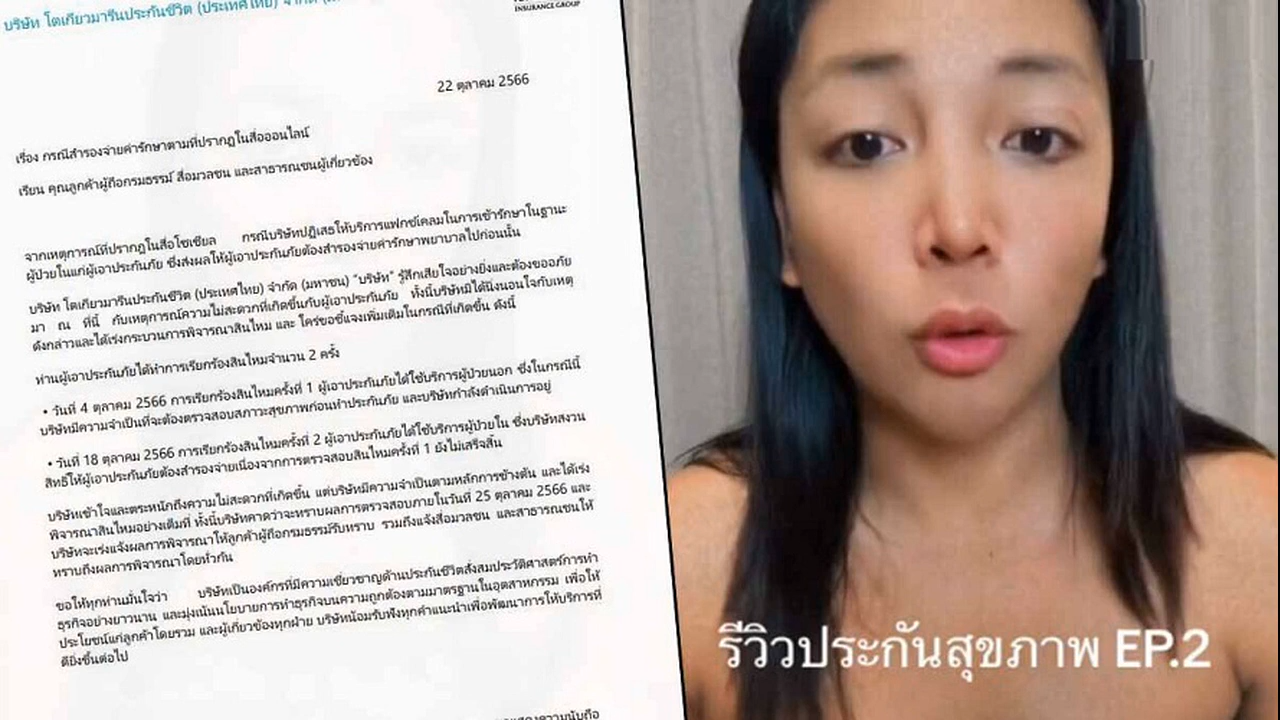 บริษัท โตเกียวมารีนประกันชีวิต (ประเทศไทย) จำกัด
INSURANCE GROUP
22 ตุลาคม 2566
เรื่อง กรณีสำรองจ่ายค่ารักษาตามที่ปรากฏในสื่อออนไลน์
เรียน คุณลูกค้าผู้ถือกรมธรรม์ สื่อมวลชน และสาธารณชนผู้เกี่ยวข้อง
จากเหตุการณ์ที่ปรากฏในสื่อโซเชียล กรณีบริษัทปฏิเสธให้บริการแฟกซ์เคลมในการเข้ารักษาในฐานะ
ผู้ป่วยในแก่ผู้เอาประกันภัย ซึ่งส่งผลให้ผู้เอาประกันภัยต้องสำรองจ่ายค่ารักษาพยาบาลไปก่อนนั้น
บริษัท โตเกียวมารีนประกันชีวิต (ประเทศไทย) จำกัด (มหาชน) "บริษัท" รู้สึกเสียใจอย่างยิ่งและต้องขออภัย
มา ณ ที่นี้ กับเหตุการณ์ความไม่สะดวกที่เกิดขึ้นกับผู้เอาประกันภัย ทั้งนี้บริษัทมิได้นิ่งนอนใจกับเหตุ
ดังกล่าวและได้เร่งกระบวนการพิจารณาสินไหม และ ใคร่ขอชี้แจงเพิ่มเติมในกรณีที่เกิดขึ้น ดังนี้
ท่านผู้เอาประกันภัยได้ทำการเรียกร้องสินไหมจำนวน 2 ครั้ง
• วันที่ 4 ตุลาคม 2566 การเรียกร้องสินไหมครั้งที่ 1 ผู้เอาประกันภัยได้ใช้บริการผู้ป่วยนอก ซึ่งในกรณีนี้
บริษัทมีความจำเป็นที่จะต้องตรวจสอบสภาวะสุขภาพก่อนทำประกันภัย และบริษัทกำลังดำเนินการอยู่
• วันที่ 18 ตุลาคม 2566 การเรียกร้องสินไหมครั้งที่ 2 ผู้เอาประกันภัยได้ใช้บริการผู้ป่วยใน ซึ่งบริษัทสงวน
สิทธิให้ผู้เอาประกันภัยต้องสำรองจ่ายเนื่องจากการตรวจสอบสินไหมครั้งที่ 1 ยังไม่เสร็จสิ้น
บริษัทเข้าใจและตระหนักถึงความไม่สะดวกที่เกิดขึ้น แต่บริษัทมีความจำเป็นตามหลักการข้างต้น และได้เร่ง
พิจารณาสินไหมอย่างเต็มที่ ทั้งนี้บริษัทคาดว่าจะทราบผลการตรวจสอบภายในวันที่ 25 ตุลาคม 2566 และ
บริษัทจะเร่งแจ้งผลการพิจารณาให้ลูกค้าผู้ถือกรมธรรม์รับทราบ รวมถึงแจ้งสื่อมวลชน และสาธารณชนให้
ทราบถึงผลการพิจารณาโดยทั่วกัน
ขอให้ทุกท่านมั่นใจว่า บริษัทเป็นองค์กรที่มีความเชี่ยวชาญด้านประกันชีวิตสั่งสมประวัติศาสตร์การทำ
ธุรกิจอย่างยาวนาน และมุ่งเน้นนโยบายการทำธุรกิจบนความถูกต้องตามมาตรฐานในอุตสาหกรรม เพื่อให้
ประโยชน์แก่ลูกค้าโดยรวม และผู้เกี่ยวข้องทุกฝ่าย บริษัทน้อมรับฟังทุกคำแนะนำเพื่อพัฒนาการให้บริการที่
ดียิ่งขึ้นต่อไป
แสดงความนับถือ
รีวิวประกันสุขภาพ EP.2